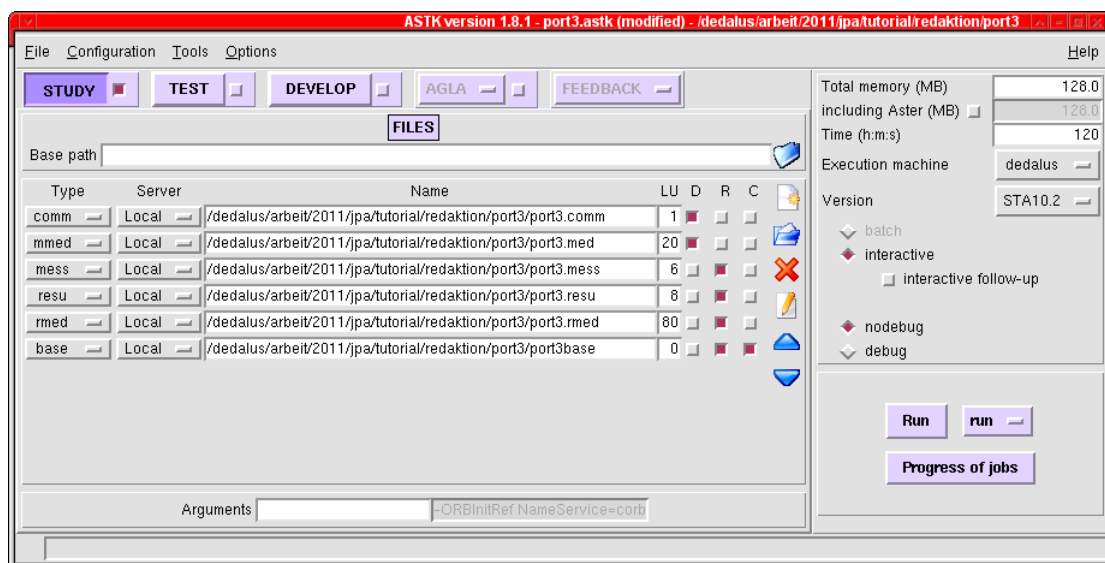 ASTK version 1.8.1 - port3.astk (modified) - /dedalus/arbeit/2011/jpa/tutorial/redaktion/port3
File Configuration Tools Options Help
STUDY TEST DEVELOP AGLA FEEDBACK
FILES
Base path
Type Server Name LU D R C
comm Local /dedalus/arbeit/2011/jpa/tutorial/redaktion/port3/port3.comm 1
mmed Local /dedalus/arbeit/2011/jpa/tutorial/redaktion/port3/port3.med 20
mess Local /dedalus/arbeit/2011/jpa/tutorial/redaktion/port3/port3.mess 6
resu Local /dedalus/arbeit/2011/jpa/tutorial/redaktion/port3/port3.resu 8
rmed Local /dedalus/arbeit/2011/jpa/tutorial/redaktion/port3/port3.rmed 80
base Local /dedalus/arbeit/2011/jpa/tutorial/redaktion/port3/port3base 0
Arguments -ORBInitRef NameService=corb
Total memory (MB) 128.0
including Aster (MB) 128.0
Time (h:m:s) 120
Execution machine dedalus
Version STA10.2
batch
interactive
interactive follow-up
nodebug
debug
Run run
Progress of jobs